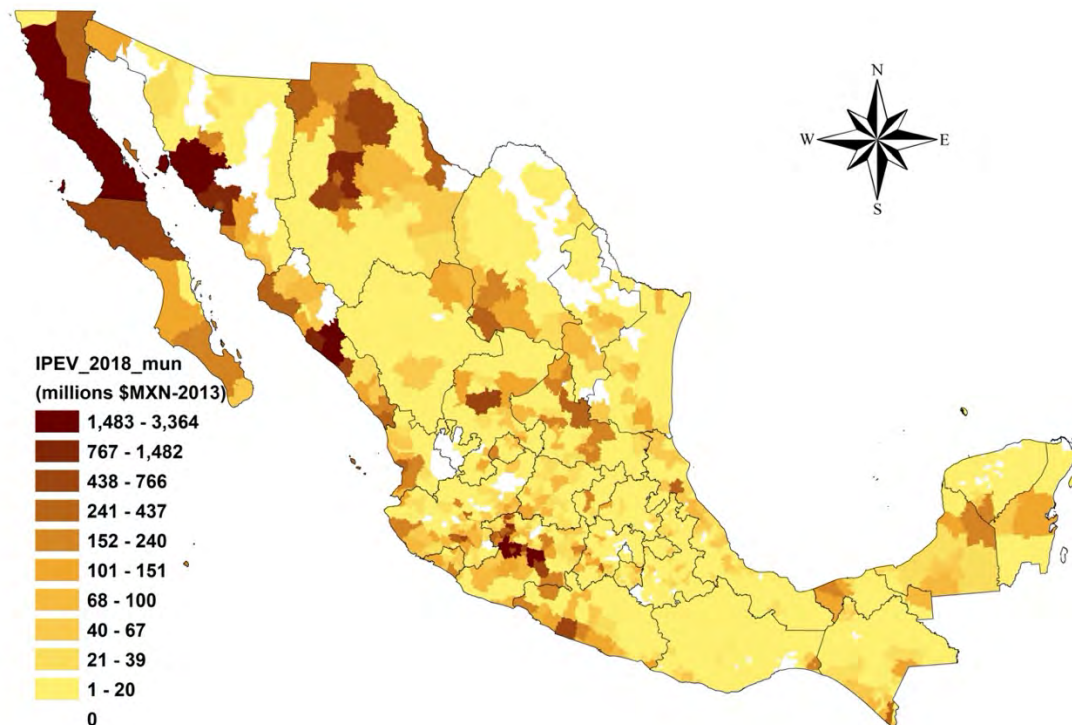 N
W
E
S
IPEV_2018_mun
(millions $MXN-2013)
1,483 - 3,364
767 - 1,482
438 - 766
241 - 437
152 - 240
101 - 151
68 - 100
40 - 67
21 - 39
1 - 20
0